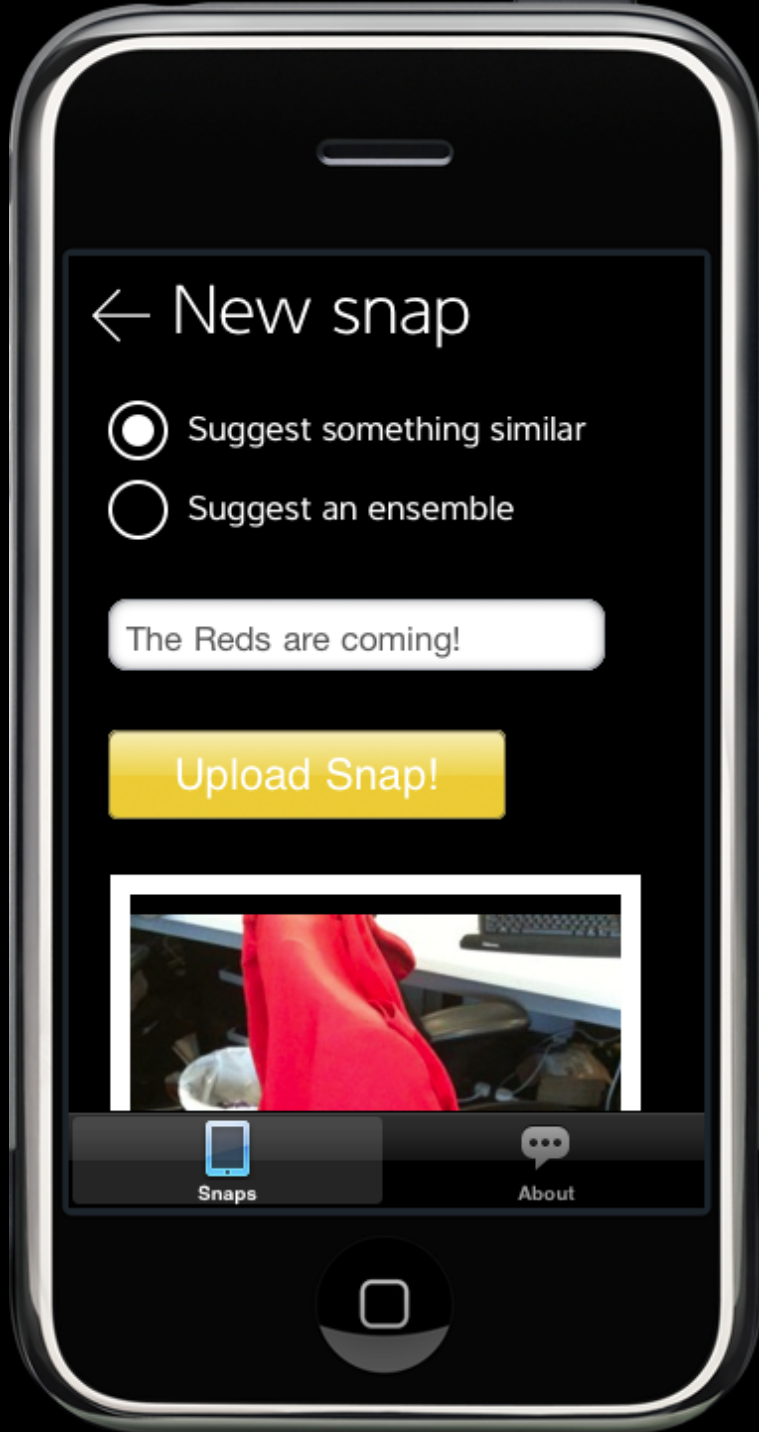 New snap
Suggest something similar
Suggest an ensemble
The Reds are coming!
Upload Snap!
Snaps
About